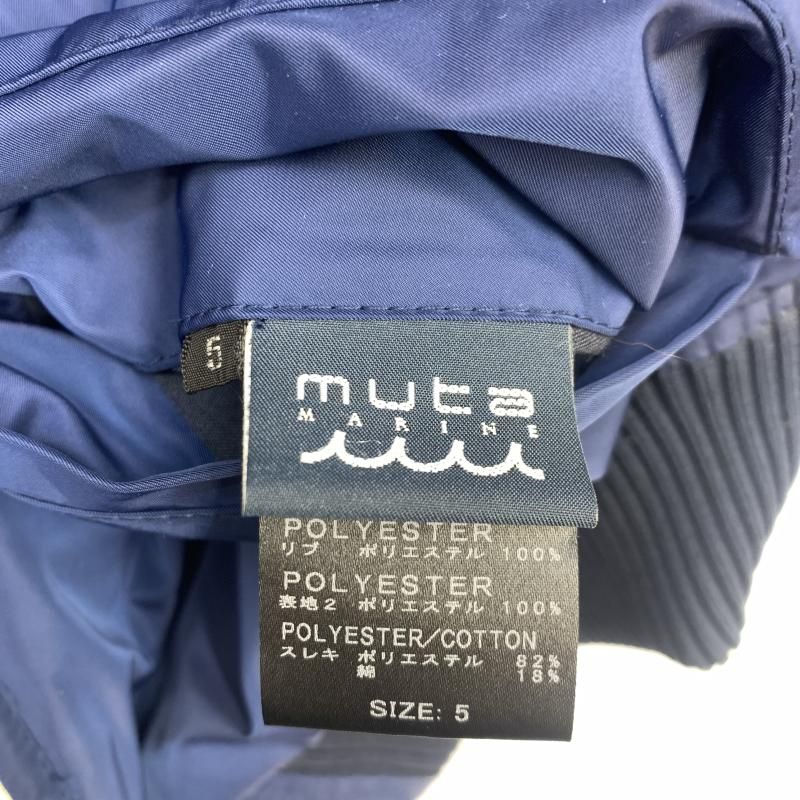 5
muta
MARINE
POLYESTER
リブ ポリエステル 100%
POLYESTER
表地2 ポリエステル 100%
POLYESTER/COTTON
スレキ ポリエステル 82%
綿 18%
SIZE: 5